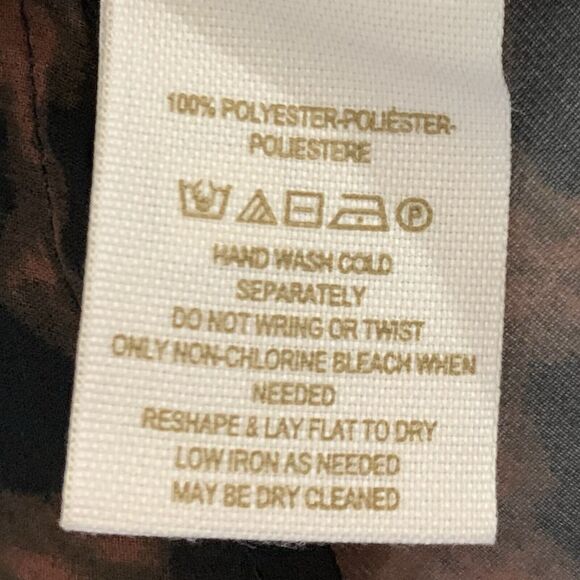 100% POLYESTER-POLIÉSTER-
POLIESTERE
P
HAND WASH COLD
SEPARATELY
DO NOT WRING OR TWIST
ONLY NON-CHLORINE BLEACH WHEN
NEEDED
RESHAPE & LAY FLAT TO DRY
LOW IRON AS NEEDED
MAY BE DRY CLEANED